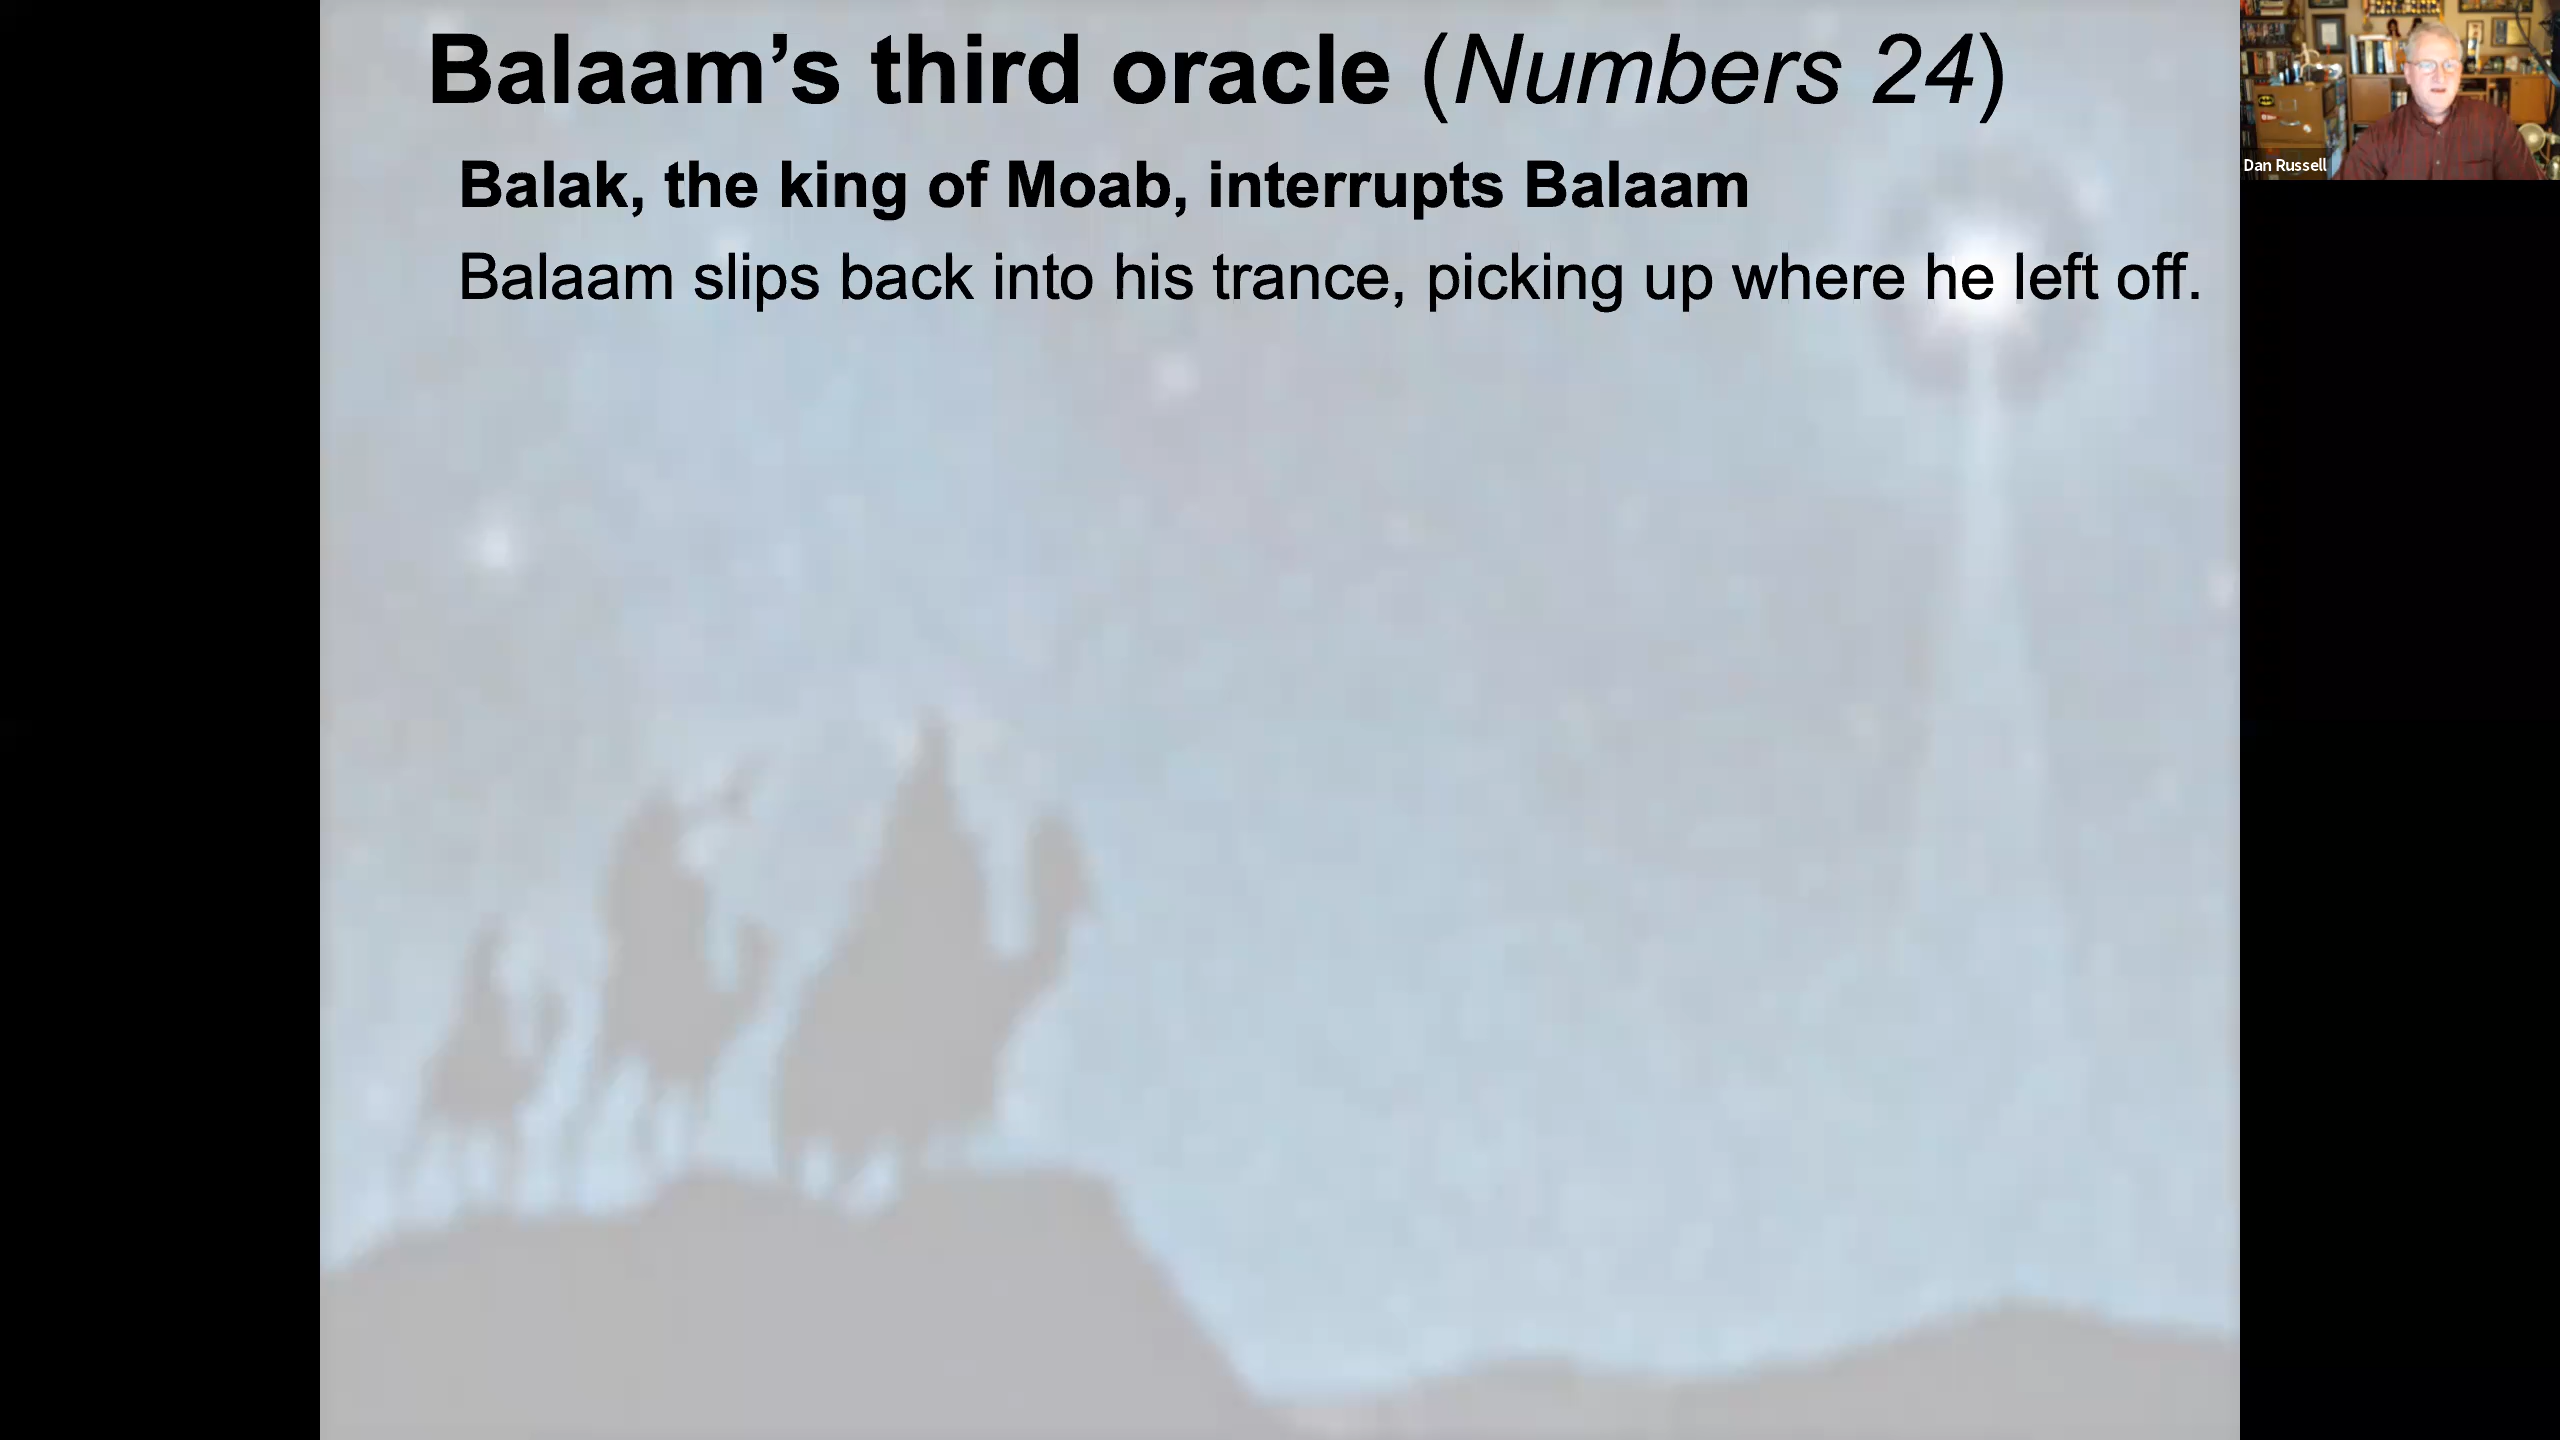 Balaam’s third oracle (Numbers 24)
Balak, the king of Moab, interrupts Balaam
Balaam slips back into his trance, picking up where he left off.
Dan Russell